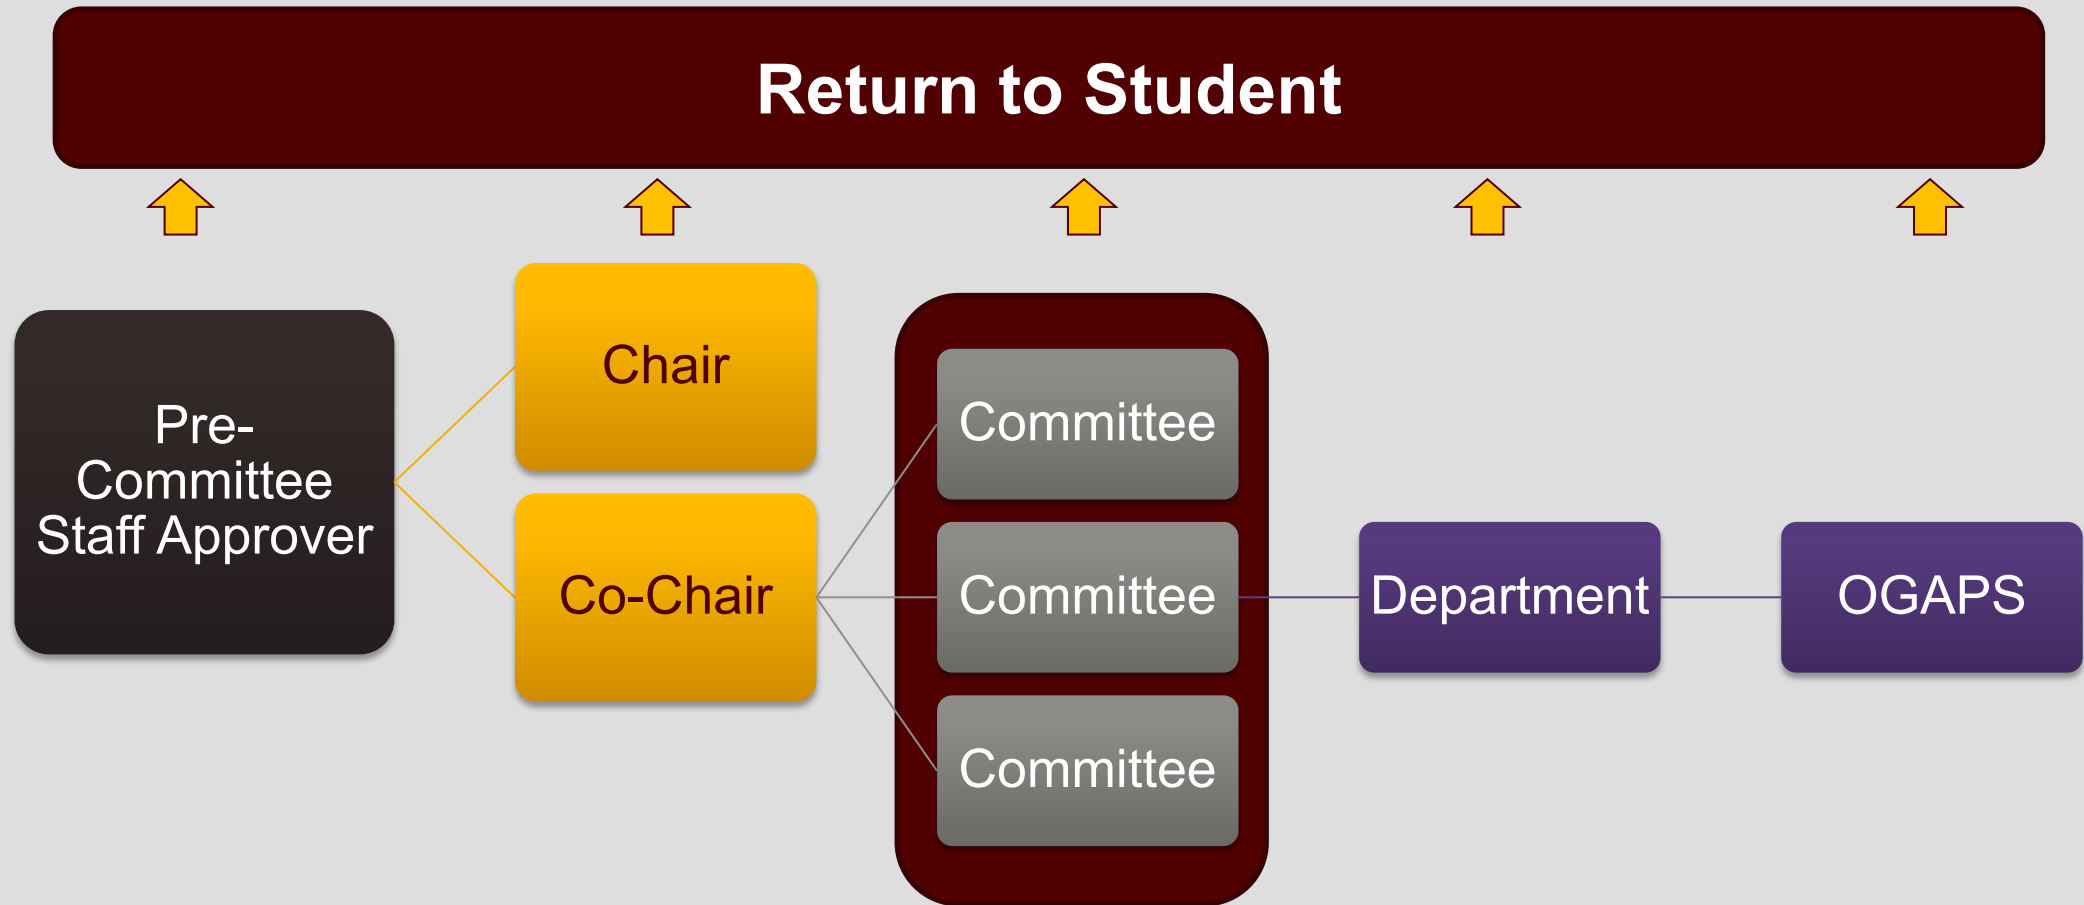 Return to Student
Pre-
Committee
Staff Approver
Chair
Co-Chair
Committee
Committee
Committee
Department
OGAPS